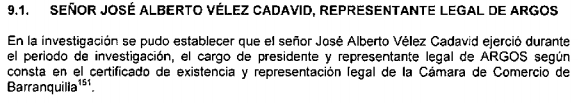 9.1. SEÑOR JOSÉ ALBERTO VÉLEZ CADAVID, REPRESENTANTE LEGAL DE ARGOS
En la investigación se pudo establecer que el señor José Alberto Vélez Cadavid ejerció durante
el periodo de investigación, el cargo de presidente y representante legal de ARGOS según
consta en el certificado de existencia y representación legal de la Cámara de Comercio de
Barranquilla¹⁵¹.